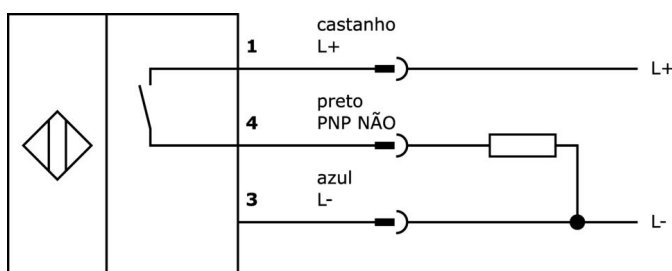 castanho
1 L+
L+
preto
4 PNP NÃO
azul
3 L-
L-